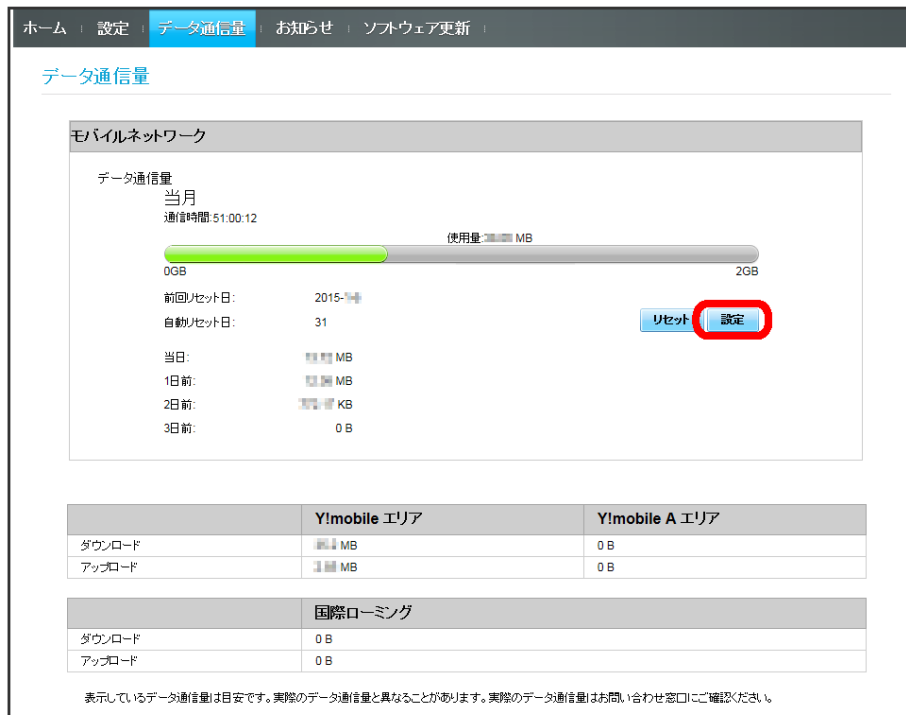 ホーム 設定 データ通信量 お知らせ ソフトウェア更新
データ通信量
モバイルネットワーク
データ通信量
当月
通信時間:51:00:12
使用量: MB
0GB 2GB
前回リセット日: 2015-
自動リセット日: 31 リセット 設定
当日: MB
1日前: MB
2日前: KB
3日前: 0 B
Y!mobile エリア Y!mobile A エリア
ダウンロード MB 0 B
アップロード MB 0 B
国際ローミング
ダウンロード 0 B
アップロード 0 B
表示しているデータ通信量は目安です。実際のデータ通信量と異なることがあります。実際のデータ通信量はお問い合わせ窓口にご確認ください。